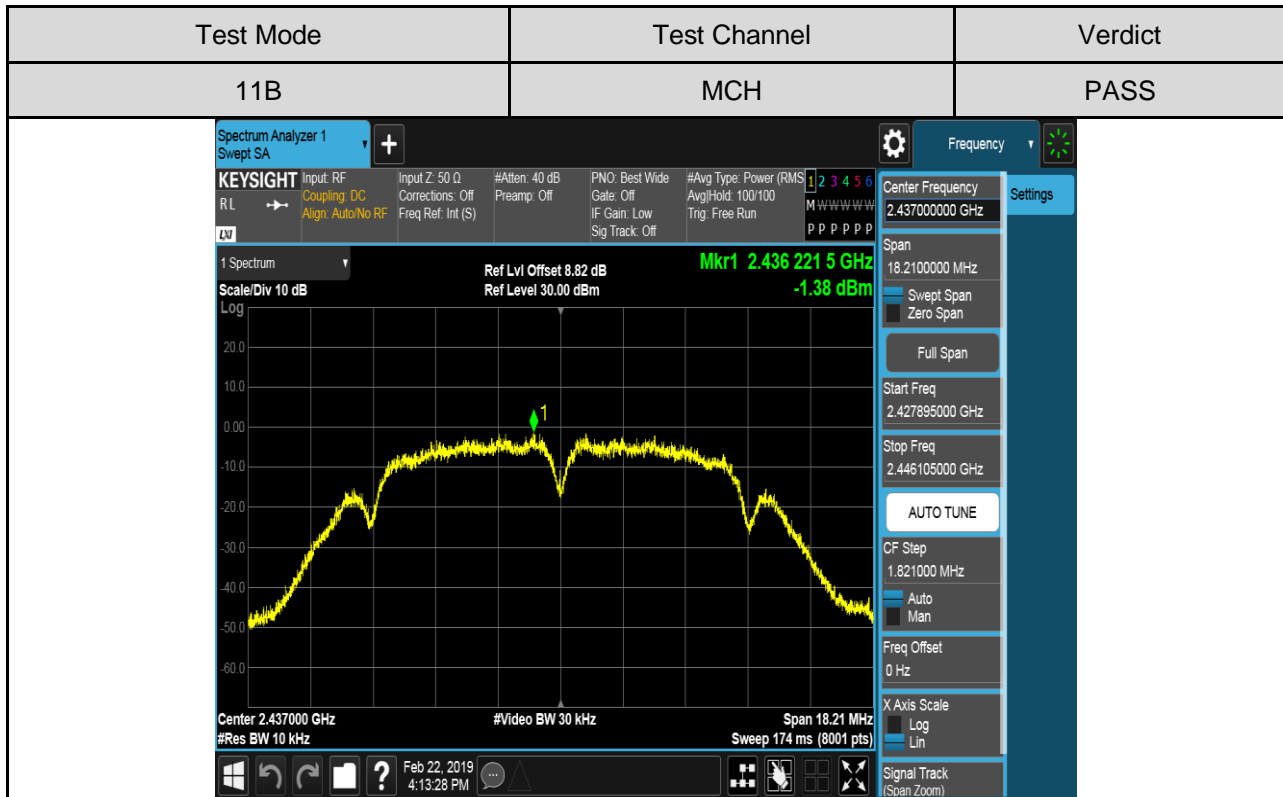 Test Mode Test Channel Verdict
11B MCH PASS
Spectrum Analyzer 1
Swept SA
+
Frequency
KEYSIGHT
RL
LXI
Input: RF
Coupling: DC
Align: Auto/No RF
Input Z: 50 Ω
Corrections: Off
Freq Ref: Int (S)
#Atten: 40 dB
Preamp: Off
PNO: Best Wide
Gate: Off
IF Gain: Low
Sig Track: Off
#Avg Type: Power (RMS
Avg|Hold: 100/100
Trig: Free Run
1 2 3 4 5 6
M W W W W W
P P P P P P
1 Spectrum
Scale/Div 10 dB
Ref Lvl Offset 8.82 dB
Ref Level 30.00 dBm
Mkr1 2.436 221 5 GHz
-1.38 dBm
Log
20.0
10.0
0.00
-10.0
-20.0
-30.0
-40.0
-50.0
-60.0
1
Center 2.437000 GHz
#Res BW 10 kHz
#Video BW 30 kHz
Span 18.21 MHz
Sweep 174 ms (8001 pts)
Center Frequency
2.437000000 GHz
Settings
Span
18.2100000 MHz
Swept Span
Zero Span
Full Span
Start Freq
2.427895000 GHz
Stop Freq
2.446105000 GHz
AUTO TUNE
CF Step
1.821000 MHz
Auto
Man
Freq Offset
0 Hz
X Axis Scale
Log
Lin
Signal Track
(Span Zoom)
?
Feb 22, 2019
4:13:28 PM